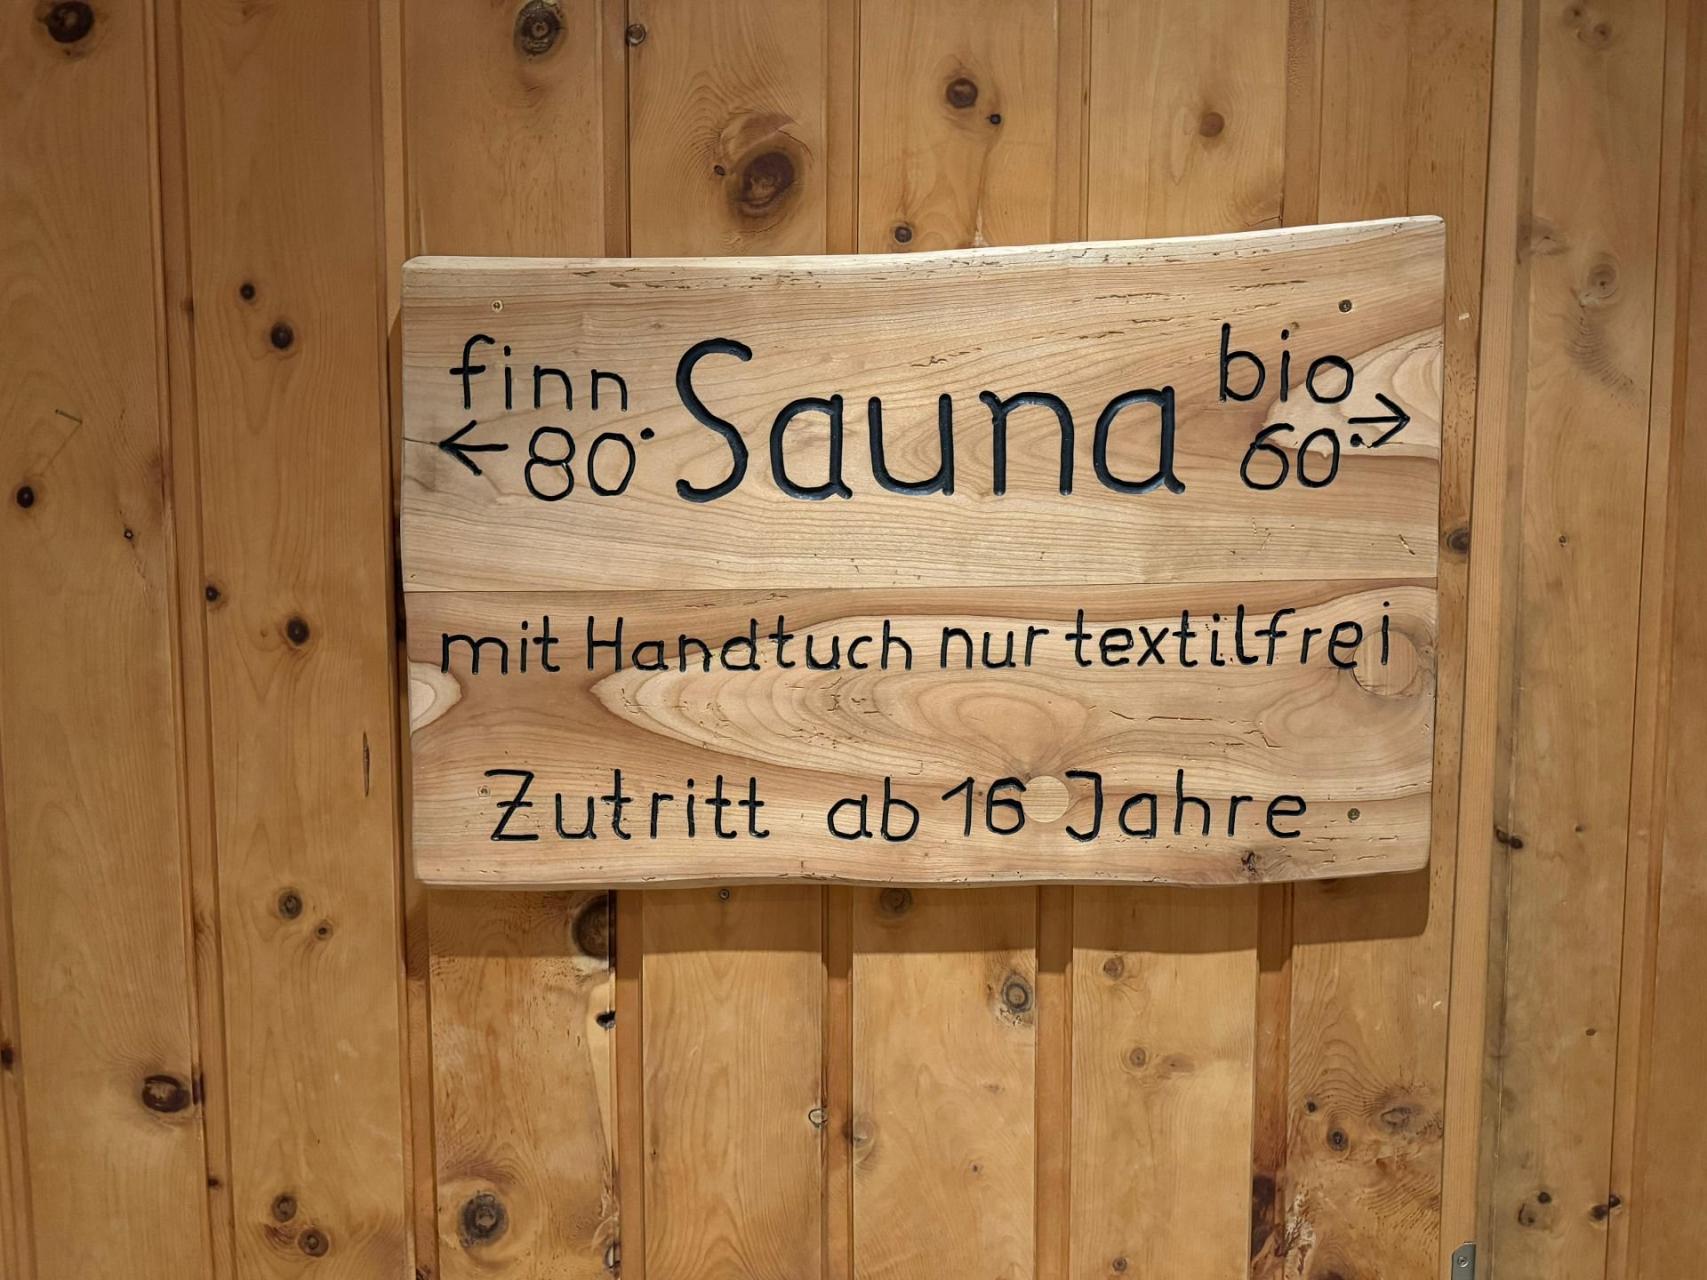 finn Sauna bio
← 80° 60° →
mit Handtuch nur textilfrei
Zutritt ab 16 Jahre